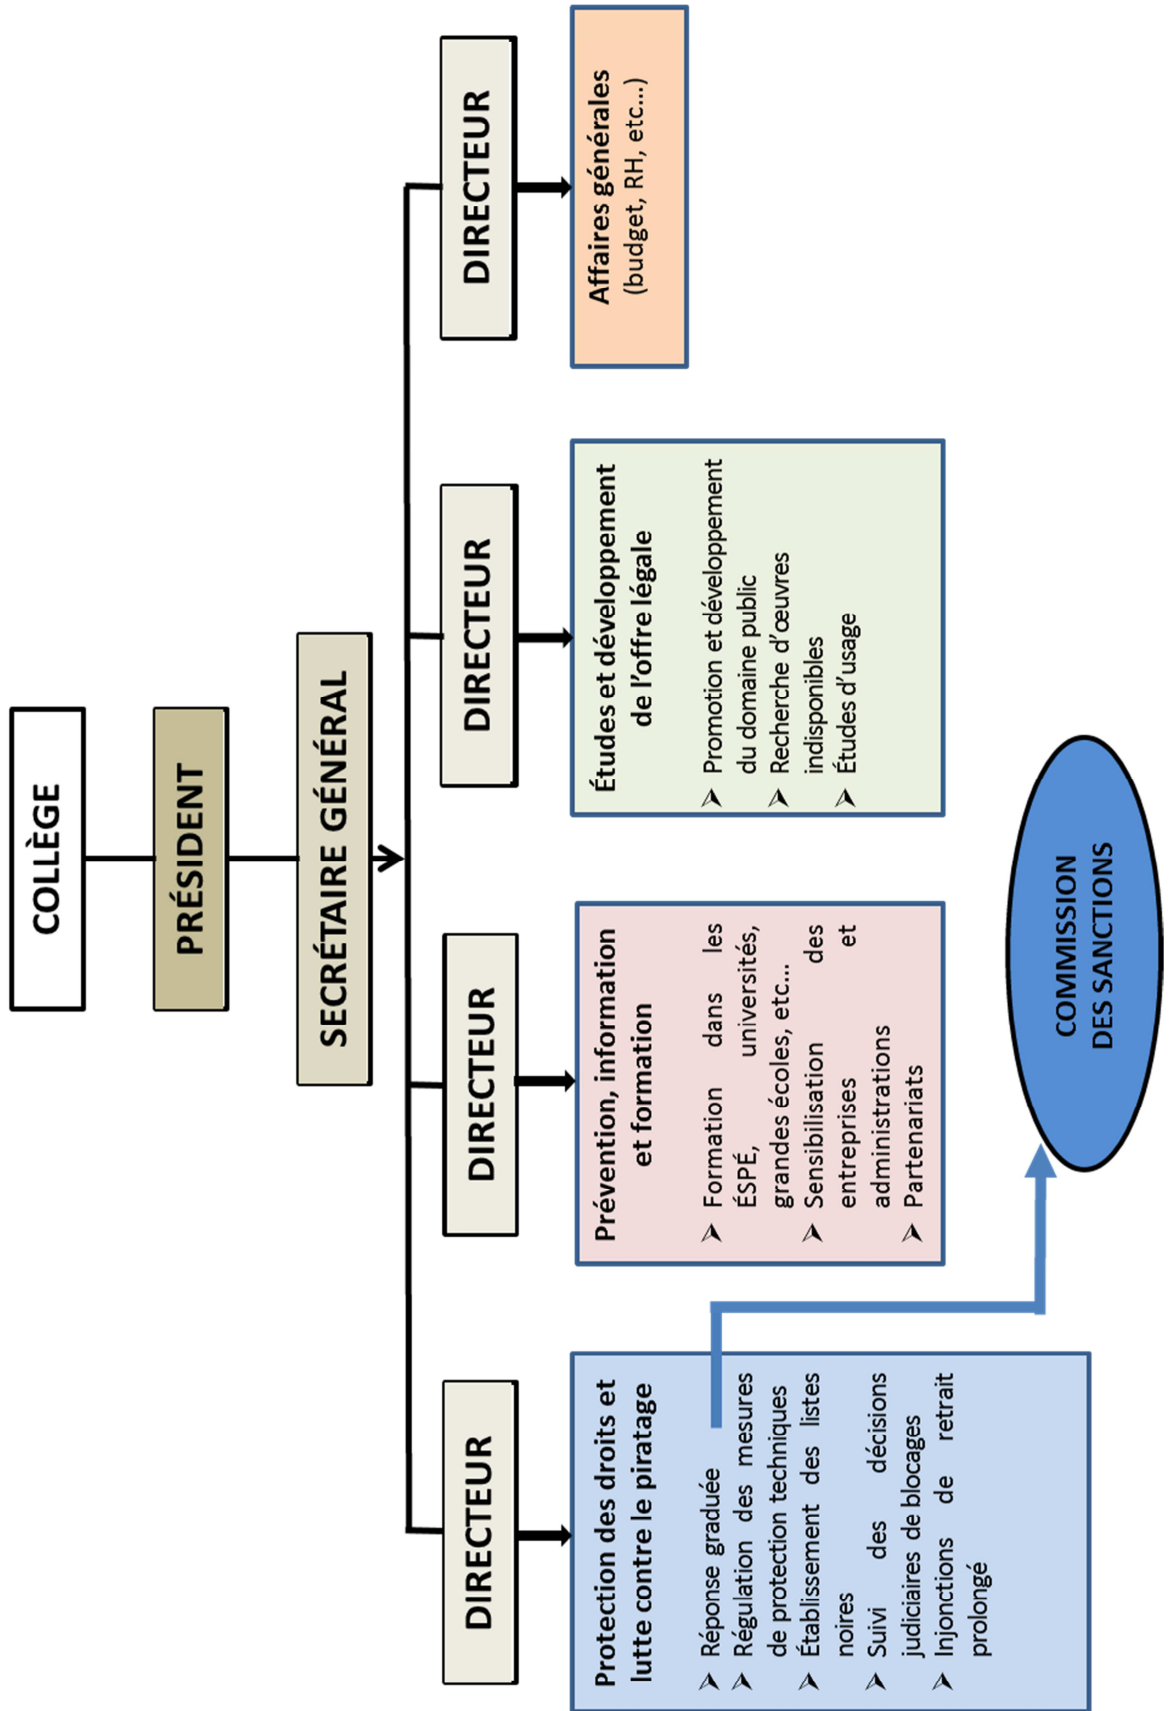 COLLÈGE
PRÉSIDENT
SECRÉTAIRE GÉNÉRAL
DIRECTEUR
DIRECTEUR
DIRECTEUR
DIRECTEUR
Protection des droits et
lutte contre le piratage
➢ Réponse graduée
➢ Régulation des mesures
de protection techniques
➢ Établissement des listes
noires
➢ Suivi des décisions
judiciaires de blocages
➢ Injonctions de retrait
prolongé
Prévention, information
et formation
➢ Formation dans les
ÉSPÉ, universités,
grandes écoles, etc…
➢ Sensibilisation des
entreprises et
administrations
➢ Partenariats
Études et développement
de l'offre légale
➢ Promotion et développement
du domaine public
➢ Recherche d'œuvres
indisponibles
➢ Études d'usage
Affaires générales
(budget, RH, etc…)
COMMISSION
DES SANCTIONS